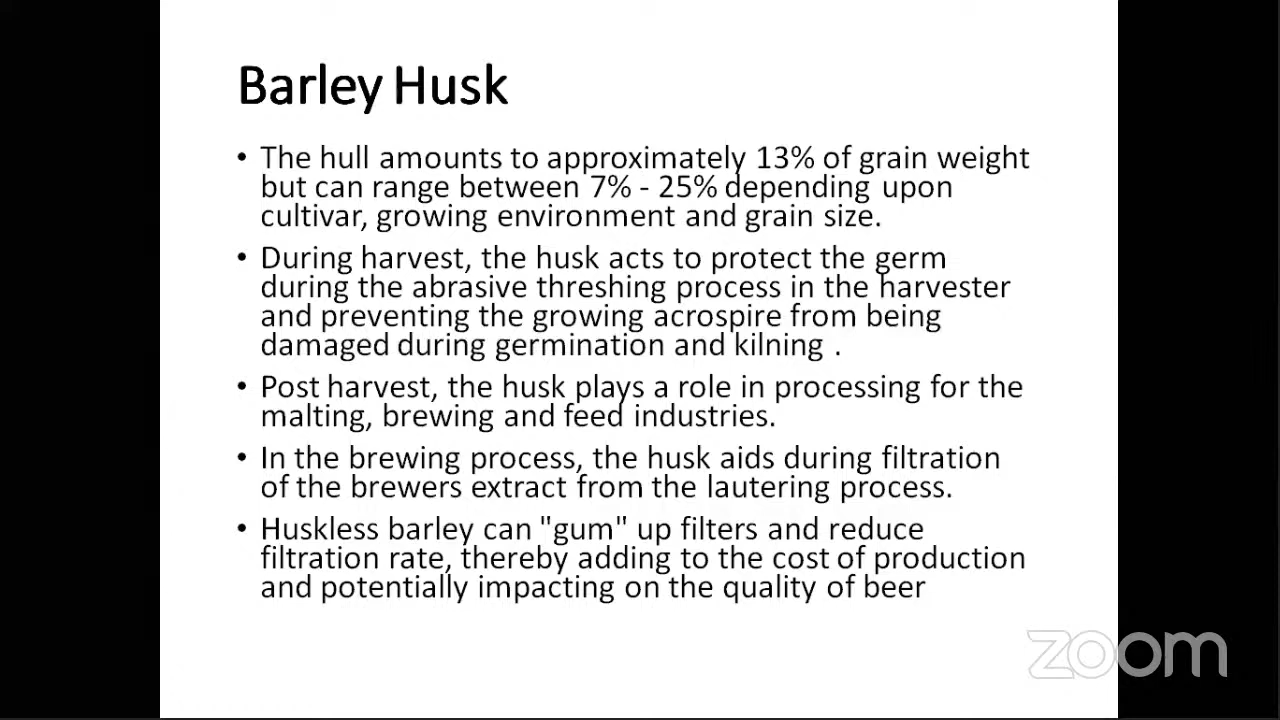 Barley Husk
• The hull amounts to approximately 13% of grain weight
but can range between 7% - 25% depending upon
cultivar, growing environment and grain size.
• During harvest, the husk acts to protect the germ
during the abrasive threshing process in the harvester
and preventing the growing acrospire from being
damaged during germination and kilning .
• Post harvest, the husk plays a role in processing for the
malting, brewing and feed industries.
• In the brewing process, the husk aids during filtration
of the brewers extract from the lautering process.
• Huskless barley can "gum" up filters and reduce
filtration rate, thereby adding to the cost of production
and potentially impacting on the quality of beer
zoom